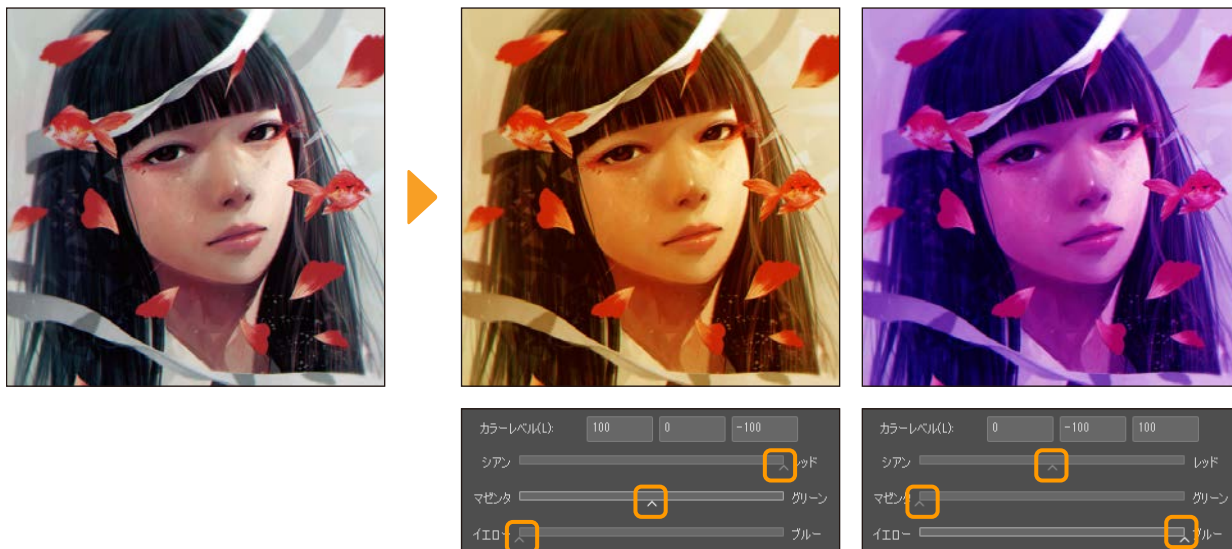 カラーレベル(L): 100 0 -100
シアン レッド
マゼンタ グリーン
イエロー ブルー
カラーレベル(L): 0 -100 100
シアン レッド
マゼンタ グリーン
イエロー ブルー